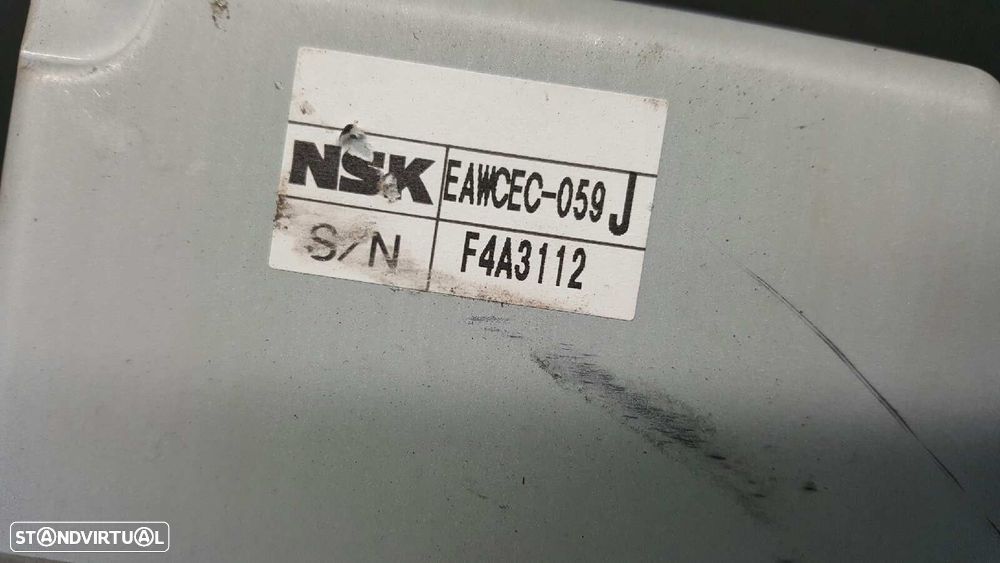 NSK EAWCEC-059 J
S/N F4A3112
STANDVIRTUAL